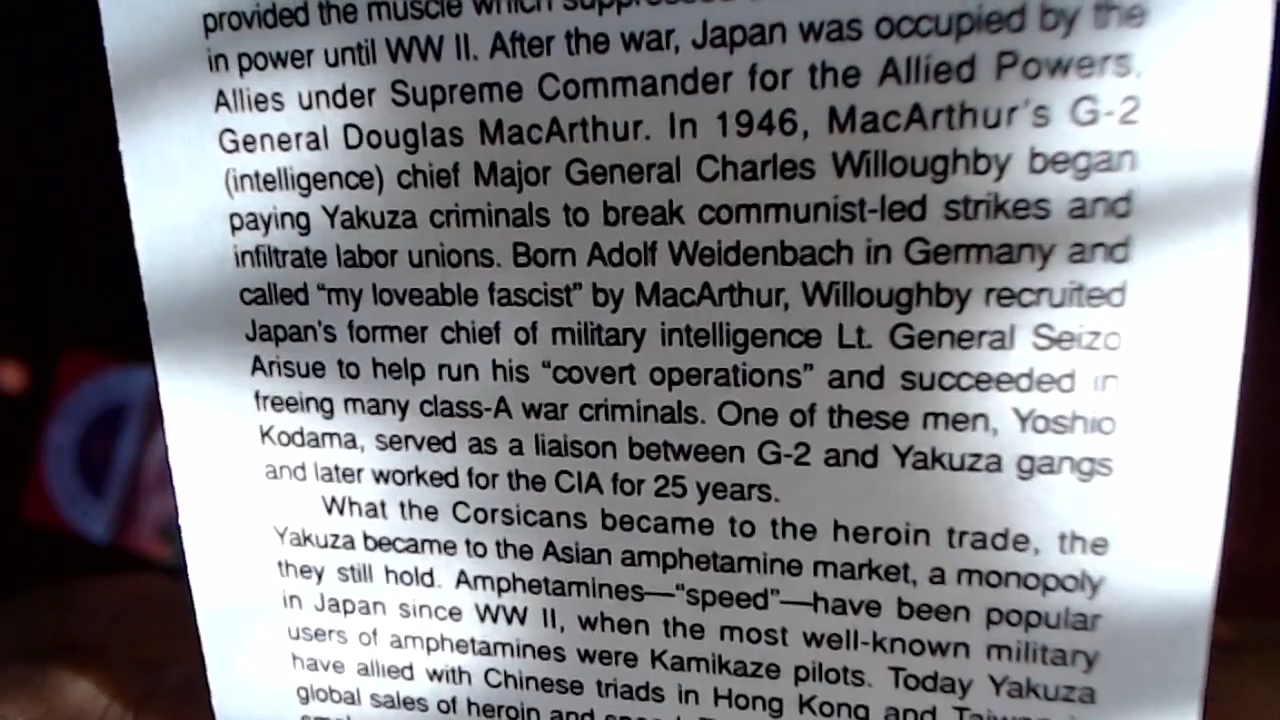 provided the muscle which
in power until WW II. After the war, Japan was occupied by the
Allies under Supreme Commander for the Allied Powers,
General Douglas MacArthur. In 1946, MacArthur's G-2
(intelligence) chief Major General Charles Willoughby began
paying Yakuza criminals to break communist-led strikes and
infiltrate labor unions. Born Adolf Weidenbach in Germany and
called “my loveable fascist” by MacArthur, Willoughby recruited
Japan's former chief of military intelligence Lt. General Seizo
Arisue to help run his “covert operations” and succeeded in
freeing many class-A war criminals. One of these men, Yoshio
Kodama, served as a liaison between G-2 and Yakuza gangs
and later worked for the CIA for 25 years.
What the Corsicans became to the heroin trade, the
Yakuza became to the Asian amphetamine market, a monopoly
they still hold. Amphetamines—“speed”—have been popular
in Japan since WW II, when the most well-known military
users of amphetamines were Kamikaze pilots. Today Yakuza
have allied with Chinese triads in Hong Kong and
global sales of heroin and